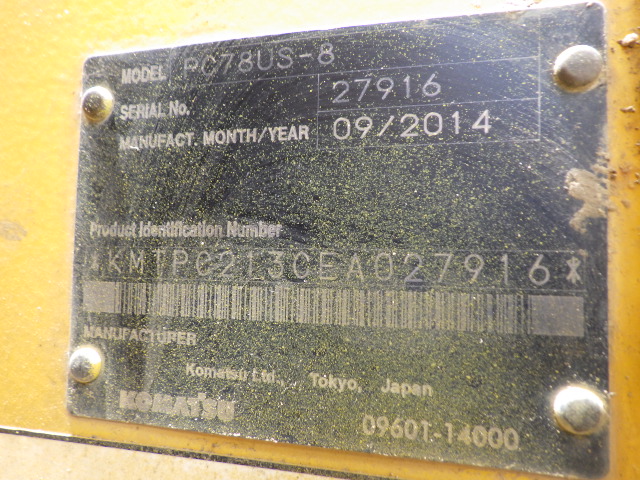 MODEL PC78US-8
SERIAL No. 27916
MANUFACT. MONTH/YEAR 09/2014
Product Identification Number
*KMTPC213CEA027916*
MANUFACTURER
Komatsu Ltd., Tokyo, Japan
KOMATSU
09601-14000